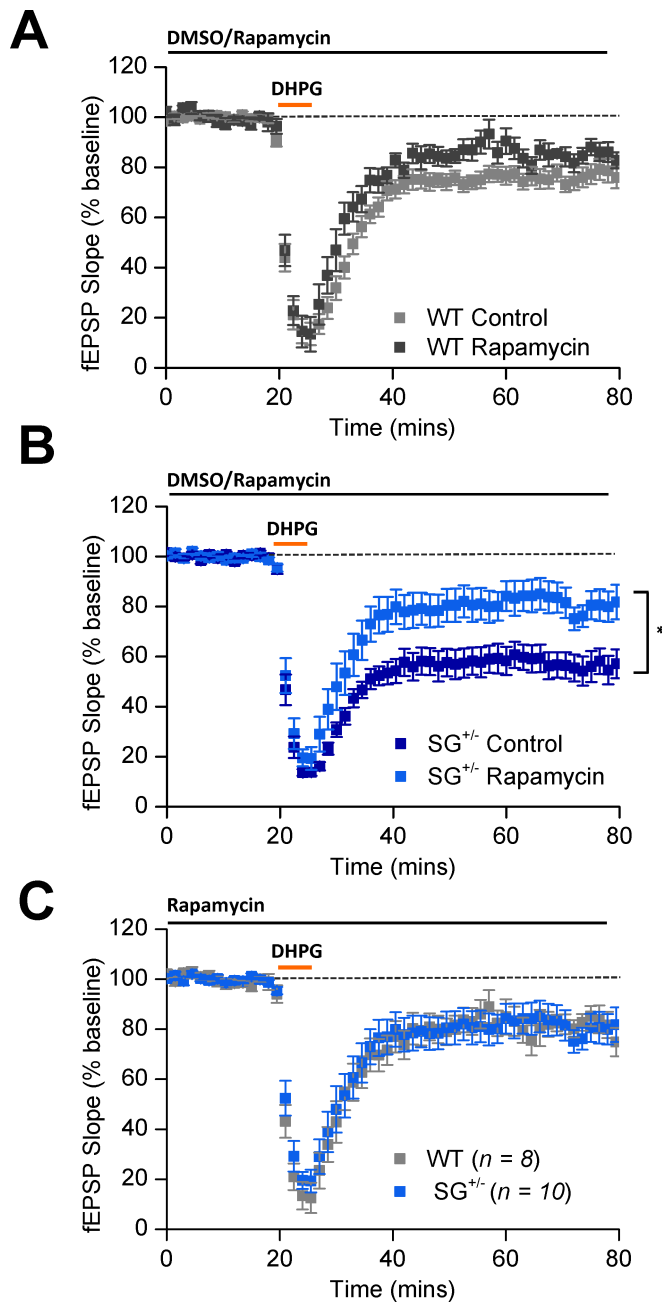 A
DMSO/Rapamycin
DHPG
120
100
80
60
40
20
0
fEPSP Slope (% baseline)
WT Control
WT Rapamycin
0 20 40 60 80
Time (mins)
B
DMSO/Rapamycin
DHPG
120
100
80
60
40
20
0
fEPSP Slope (% baseline)
*
SG+/- Control
SG+/- Rapamycin
0 20 40 60 80
Time (mins)
C
Rapamycin
DHPG
120
100
80
60
40
20
0
fEPSP Slope (% baseline)
WT (n = 8)
SG+/- (n = 10)
0 20 40 60 80
Time (mins)